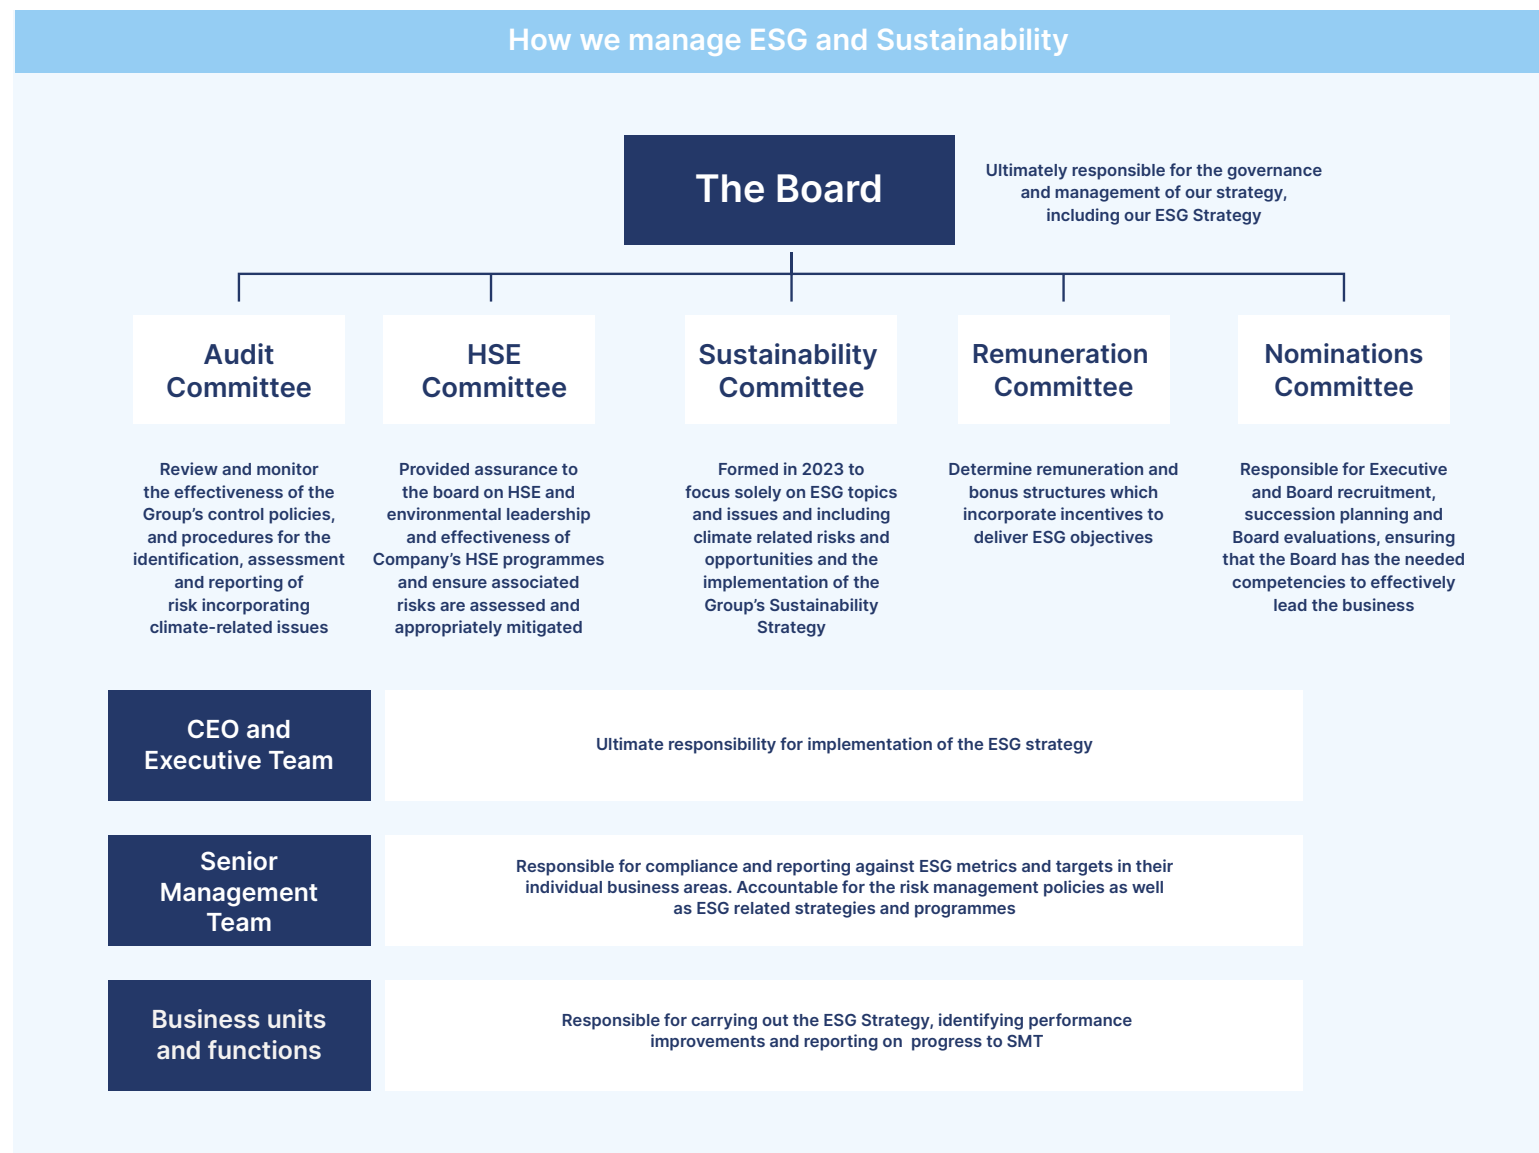 How we manage ESG and Sustainability
The Board
Ultimately responsible for the governance
and management of our strategy,
including our ESG Strategy
Audit
Committee
Review and monitor
the effectiveness of the
Group's control policies,
and procedures for the
identification, assessment
and reporting of
risk incorporating
climate-related issues
HSE
Committee
Provided assurance to
the board on HSE and
environmental leadership
and effectiveness of
Company's HSE programmes
and ensure associated
risks are assessed and
appropriately mitigated
Sustainability
Committee
Formed in 2023 to
focus solely on ESG topics
and issues and including
climate related risks and
opportunities and the
implementation of the
Group's Sustainability
Strategy
Remuneration
Committee
Determine remuneration and
bonus structures which
incorporate incentives to
deliver ESG objectives
Nominations
Committee
Responsible for Executive
and Board recruitment,
succession planning and
Board evaluations, ensuring
that the Board has the needed
competencies to effectively
lead the business
CEO and
Executive Team
Ultimate responsibility for implementation of the ESG strategy
Senior
Management
Team
Responsible for compliance and reporting against ESG metrics and targets in their
individual business areas. Accountable for the risk management policies as well
as ESG related strategies and programmes
Business units
and functions
Responsible for carrying out the ESG Strategy, identifying performance
improvements and reporting on  progress to SMT